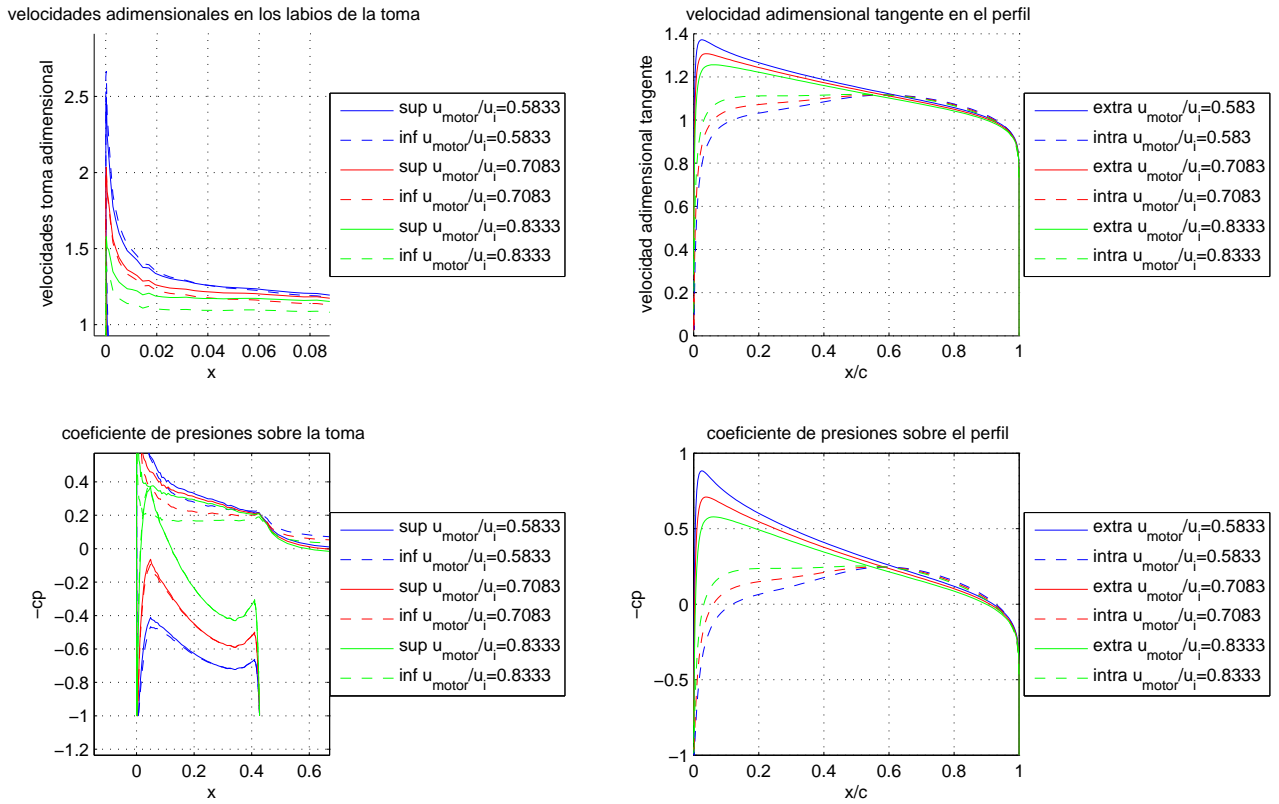 velocidades adimensionales en los labios de la toma
velocidades toma adimensional
2.5
2
1.5
1
0
0.02
0.04
0.06
0.08
x
sup u_motor/u_i=0.5833
inf u_motor/u_i=0.5833
sup u_motor/u_i=0.7083
inf u_motor/u_i=0.7083
sup u_motor/u_i=0.8333
inf u_motor/u_i=0.8333
velocidad adimensional tangente en el perfil
velocidad adimensional tangente
1.4
1.2
1
0.8
0.6
0.4
0.2
0
0
0.2
0.4
0.6
0.8
1
x/c
extra u_motor/u_i=0.583
intra u_motor/u_i=0.583
extra u_motor/u_i=0.7083
intra u_motor/u_i=0.7083
extra u_motor/u_i=0.8333
intra u_motor/u_i=0.8333
coeficiente de presiones sobre la toma
−cp
0.4
0.2
0
−0.2
−0.4
−0.6
−0.8
−1
−1.2
0
0.2
0.4
0.6
x
sup u_motor/u_i=0.5833
inf u_motor/u_i=0.5833
sup u_motor/u_i=0.7083
inf u_motor/u_i=0.7083
sup u_motor/u_i=0.8333
inf u_motor/u_i=0.8333
coeficiente de presiones sobre el perfil
−cp
1
0.5
0
−0.5
−1
0
0.2
0.4
0.6
0.8
1
x/c
extra u_motor/u_i=0.5833
intra u_motor/u_i=0.5833
extra u_motor/u_i=0.7083
intra u_motor/u_i=0.7083
extra u_motor/u_i=0.8333
intra u_motor/u_i=0.8333